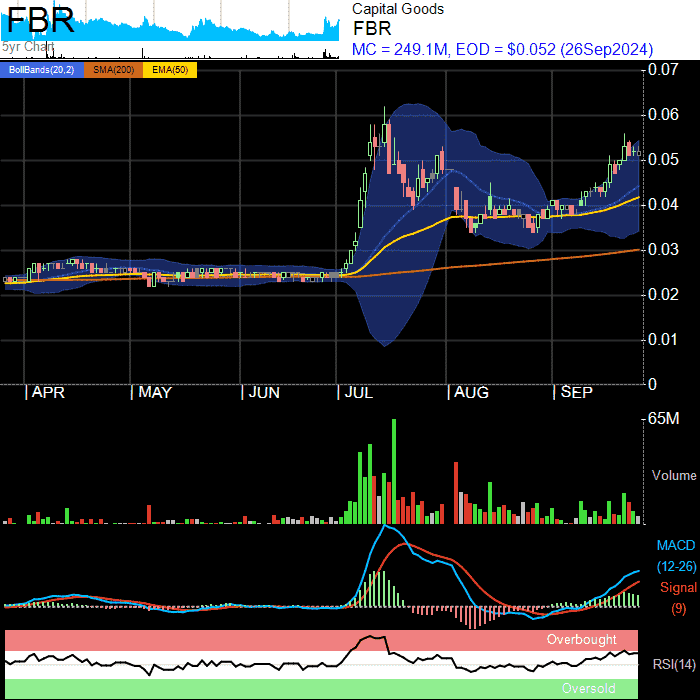 FBR
5yr Chart
Capital Goods
FBR
MC = 249.1M, EOD = $0.052 (26Sep2024)
BollBands(20,2) SMA(200) EMA(50)
0.07
0.06
0.05
0.04
0.03
0.02
0.01
0
APR MAY JUN JUL AUG SEP
65M
Volume
MACD
(12-26)
Signal
(9)
Overbought
RSI(14)
Oversold